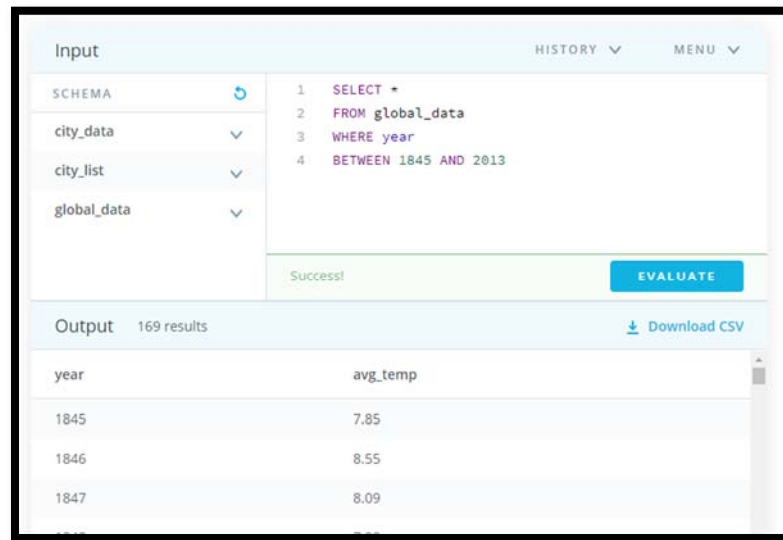 Input HISTORY MENU
SCHEMA
city_data
city_list
global_data
1 SELECT *
2 FROM global_data
3 WHERE year
4 BETWEEN 1845 AND 2013
Success! EVALUATE
Output 169 results Download CSV
year avg_temp
1845 7.85
1846 8.55
1847 8.09